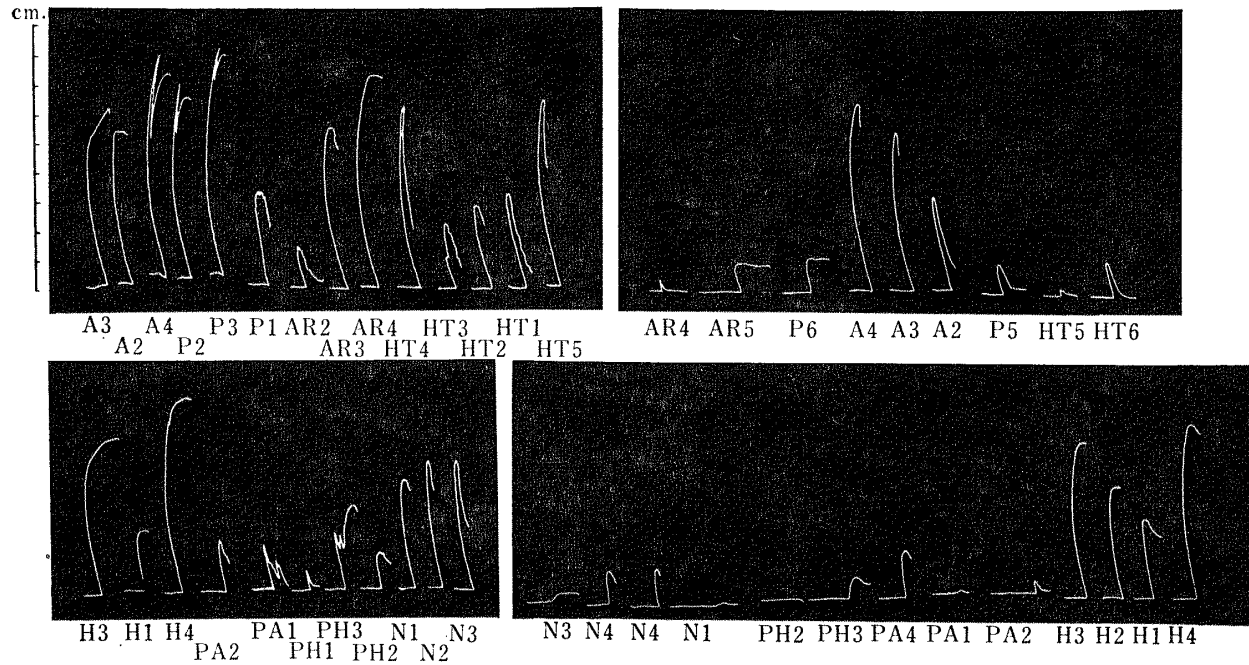 cm.
A3 A4 P3 P1 AR2 AR4 HT3 HT1
A2 P2 AR3 HT4 HT2 HT5
AR4 AR5 P6 A4 A3 A2 P5 HT5 HT6
H3 H1 H4 PA1 PH3 N1 N3
PA2 PH1 PH2 N2
N3 N4 N4 N1 PH2 PH3 PA4 PA1 PA2 H3 H2 H1 H4